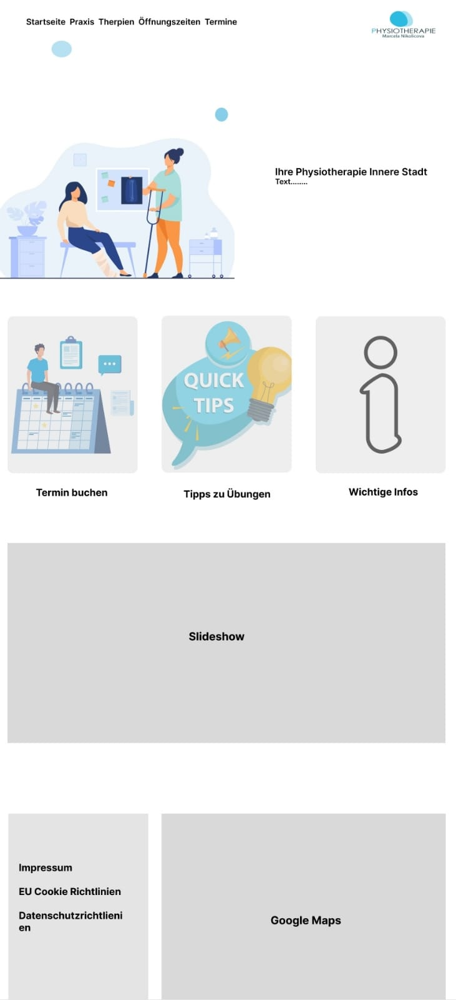 Startseite Praxis Therpien Öffnungszeiten Termine
PHYSIOTHERAPIE
Marcela Nikolicova
Ihre Physiotherapie Innere Stadt
Text........
QUICK
TIPS
Termin buchen
Tipps zu Übungen
Wichtige Infos
Slideshow
Impressum
EU Cookie Richtlinien
Datenschutzrichtlieni
en
Google Maps